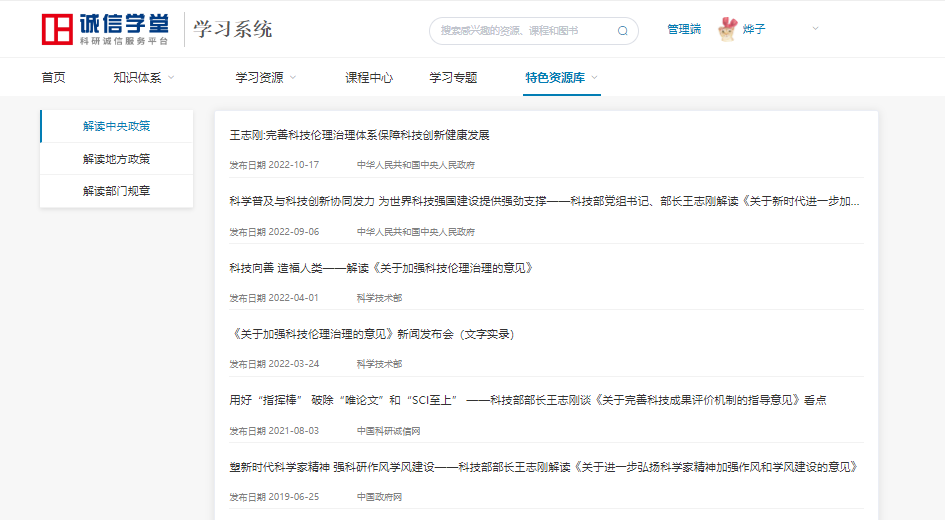 诚信学堂
科研诚信服务平台
学习系统
搜索感兴趣的资源、课程和图书
管理端
烨子
首页 知识体系 学习资源 课程中心 学习专题 特色资源库
解读中央政策
解读地方政策
解读部门规章
王志刚:完善科技伦理治理体系保障科技创新健康发展
发布日期 2022-10-17 中华人民共和国中央人民政府
科学普及与科技创新协同发力 为世界科技强国建设提供强劲支撑——科技部党组书记、部长王志刚解读《关于新时代进一步加...
发布日期 2022-09-06 中华人民共和国中央人民政府
科技向善 造福人类——解读《关于加强科技伦理治理的意见》
发布日期 2022-04-01 科学技术部
《关于加强科技伦理治理的意见》新闻发布会（文字实录）
发布日期 2022-03-24 科学技术部
用好“指挥棒” 破除“唯论文”和“SCI至上” ——科技部部长王志刚谈《关于完善科技成果评价机制的指导意见》看点
发布日期 2021-08-03 中国科研诚信网
塑新时代科学家精神 强科研作风学风建设——科技部部长王志刚解读《关于进一步弘扬科学家精神加强作风和学风建设的意见》
发布日期 2019-06-25 中国政府网